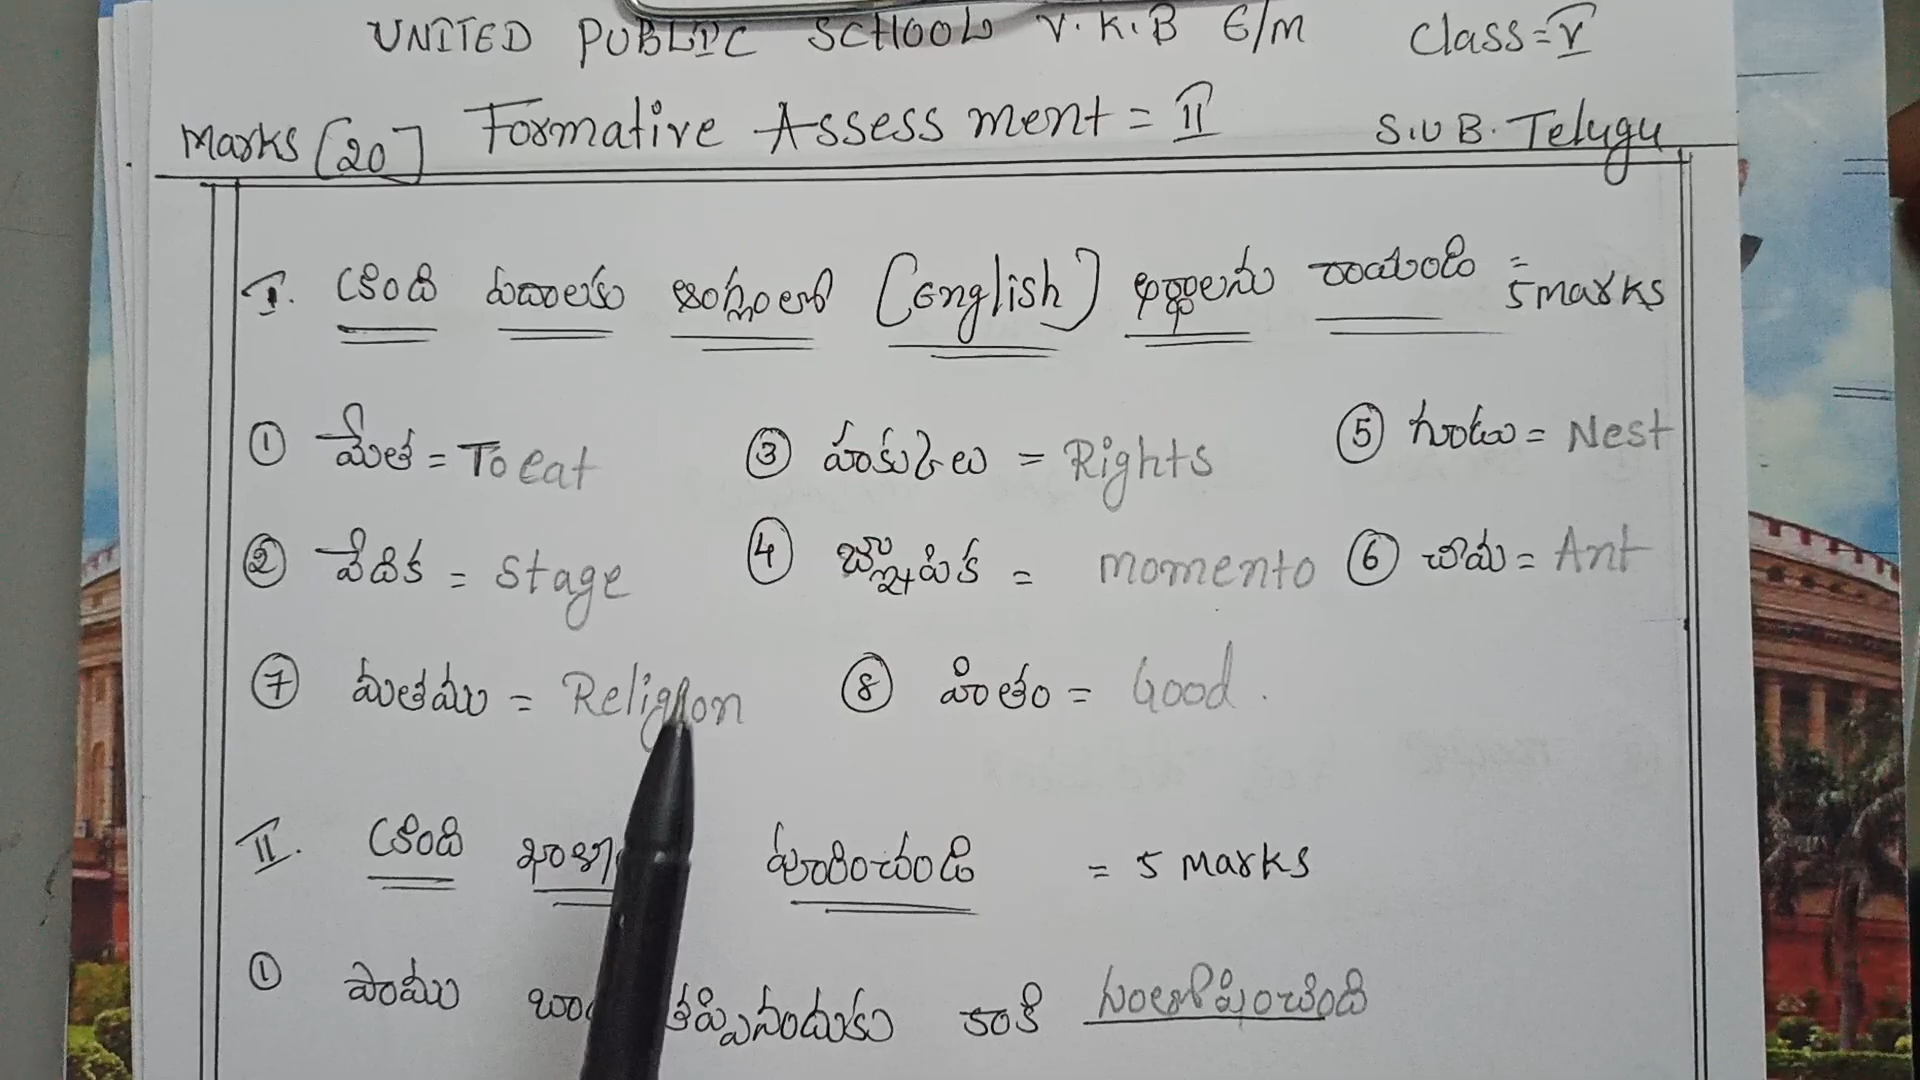 UNITED PUBLIC SCHOOL V.K.B E/M Class=V
Marks [20] Formative Assessment = II S.U B. Telugu
I. క్రింది పదాలకు ఆంగ్లంలో (English) అర్థాలను రాయండి = 5 marks
① మేత = To eat ③ హక్కులు = Rights ⑤ గూడు = Nest
② వేదిక = Stage ④ జ్ఞాపిక = momento ⑥ చీమ = Ant
⑦ మతము = Religion ⑧ హితం = Good.
II. క్రింది పూరించండి = 5 Marks
① పాము తప్పినందుకు కాకి సంతోషించింది